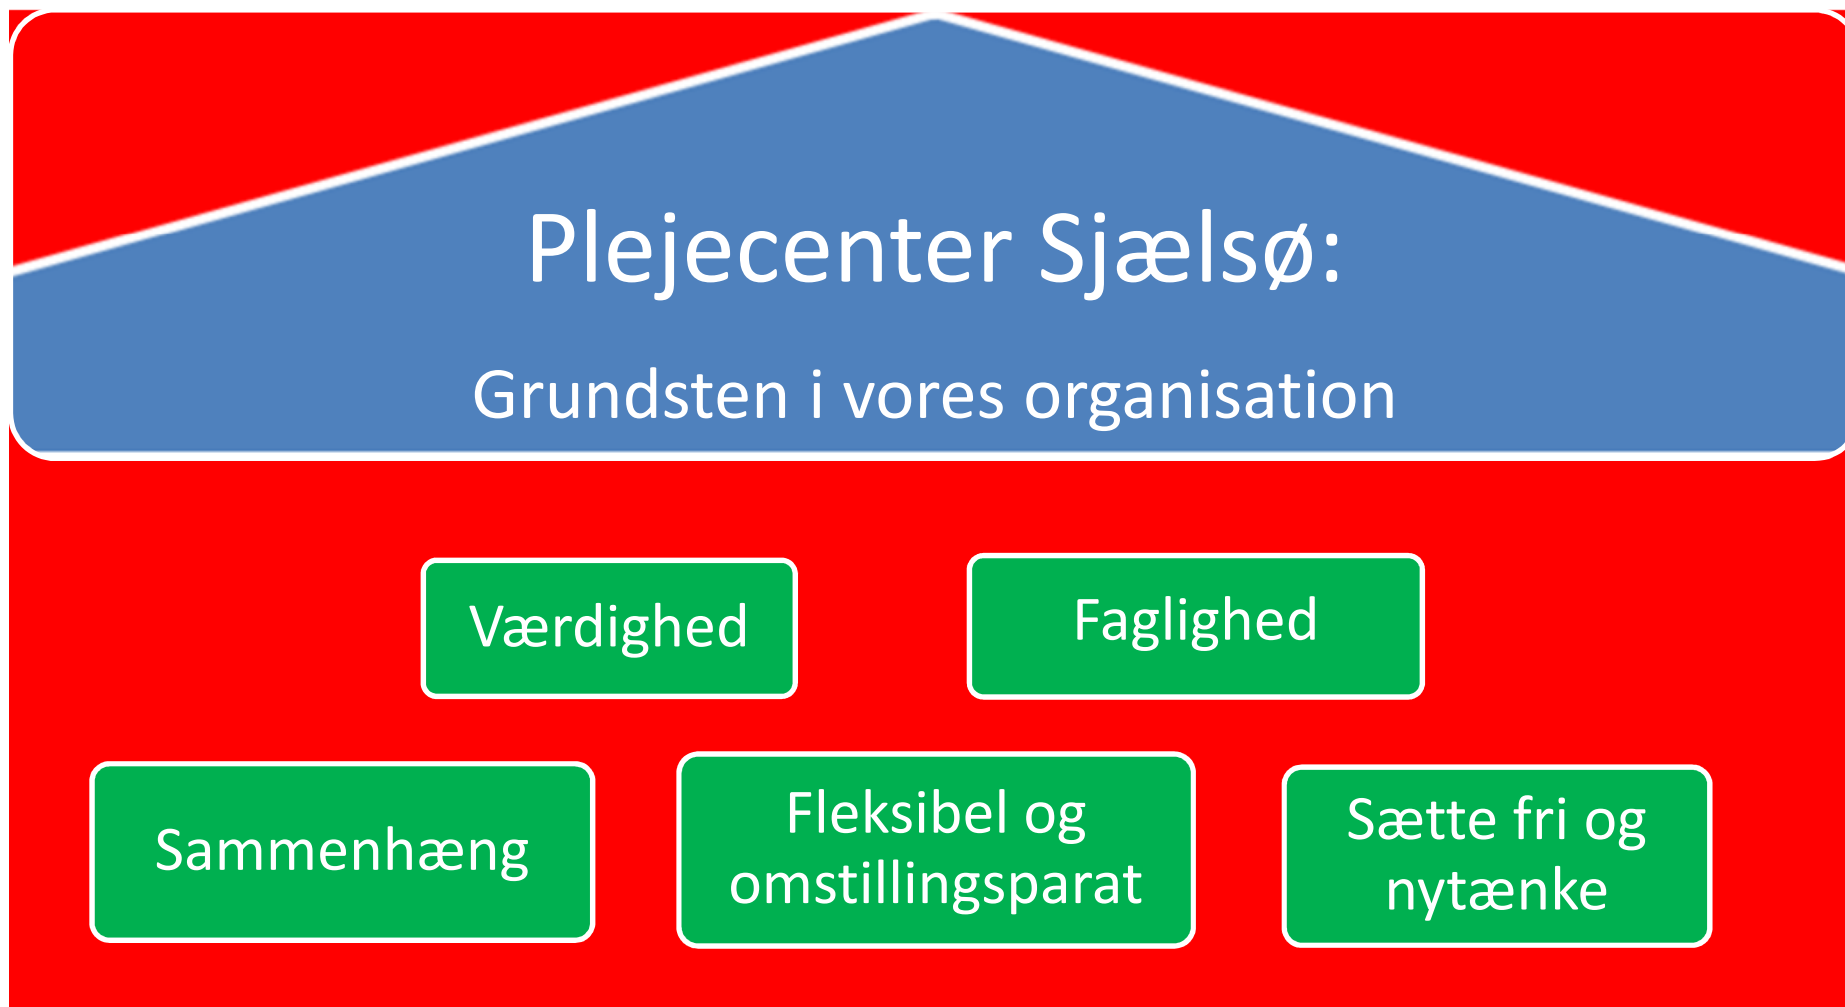 Plejecenter Sjælsø:
Grundsten i vores organisation
Værdighed
Faglighed
Sammenhæng
Fleksibel og
omstillingsparat
Sætte fri og
nytænke